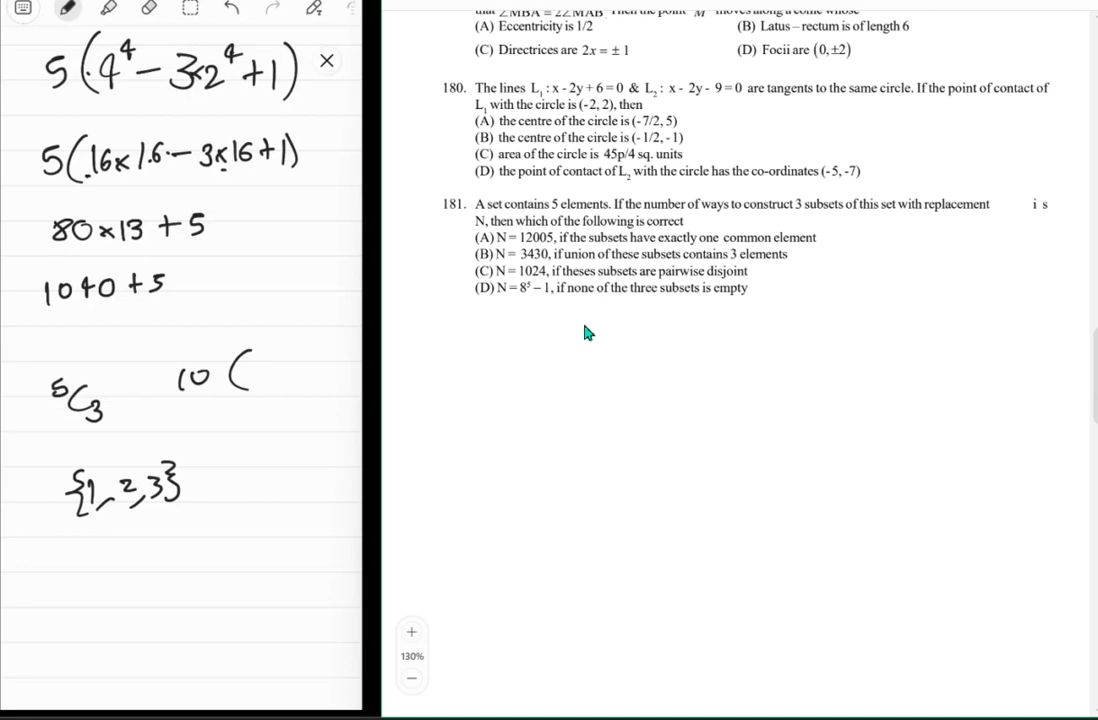 5(4⁴ – 3×2⁴ + 1)
5(16 × 16 – 3×16 + 1)
80 × 13 + 5
1040 + 5
⁵C₃ 10 (
{1, 2, 3}
(A) Eccentricity is 1/2 (B) Latus – rectum is of length 6
(C) Directrices are 2x = ± 1 (D) Focii are (0, ±2)
180. The lines L₁ : x - 2y + 6 = 0 & L₂ : x - 2y - 9 = 0 are tangents to the same circle. If the point of contact of
L₁ with the circle is (-2, 2), then
(A) the centre of the circle is (- 7/2, 5)
(B) the centre of the circle is (- 1/2, - 1)
(C) area of the circle is 45p/4 sq. units
(D) the point of contact of L₂ with the circle has the co-ordinates (- 5, -7)
181. A set contains 5 elements. If the number of ways to construct 3 subsets of this set with replacement i s
N, then which of the following is correct
(A) N = 12005, if the subsets have exactly one common element
(B) N = 3430, if union of these subsets contains 3 elements
(C) N = 1024, if theses subsets are pairwise disjoint
(D) N = 8⁵ – 1, if none of the three subsets is empty
130%